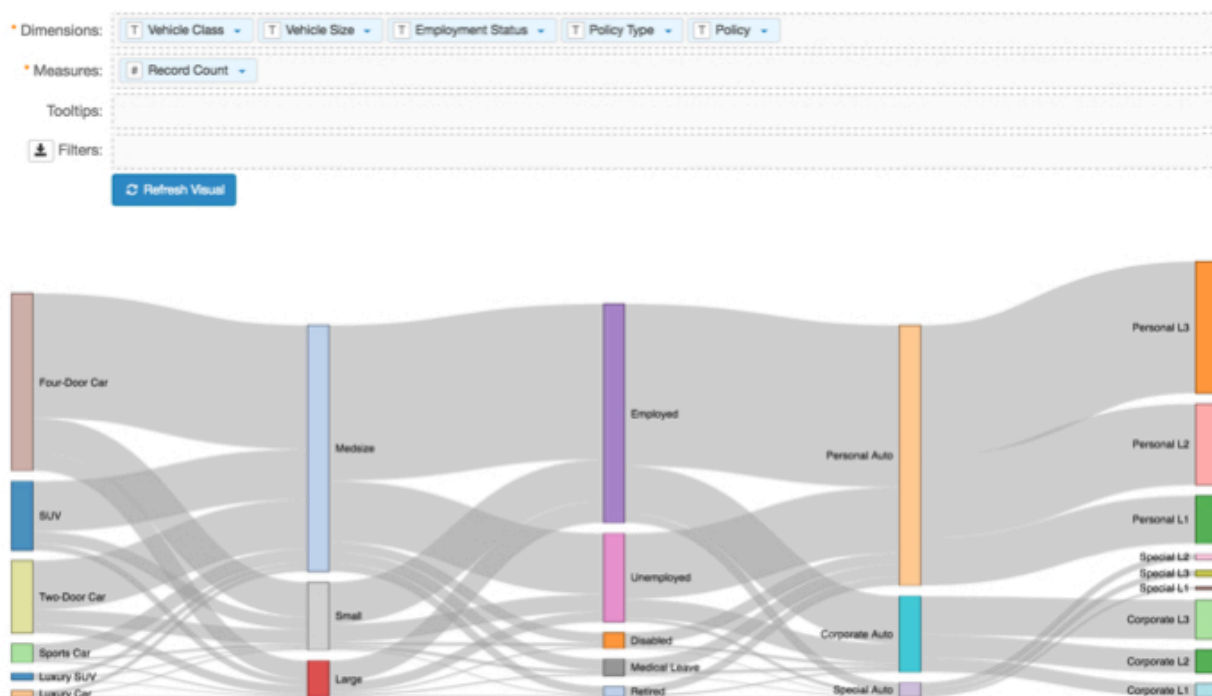 * Dimensions: T Vehicle Class T Vehicle Size T Employment Status T Policy Type T Policy
* Measures: # Record Count
Tooltips:
Filters:
Refresh Visual
Personal L3
Four-Door Car
Employed
Medsize
Personal Auto
Personal L2
SUV
Personal L1
Special L2
Special L3
Special L1
Unemployed
Two-Door Car
Small
Corporate L3
Disabled
Corporate Auto
Sports Car
Medical Leave
Corporate L2
Luxury SUV
Large
Luxury Car
Retired
Special Auto
Corporate L1